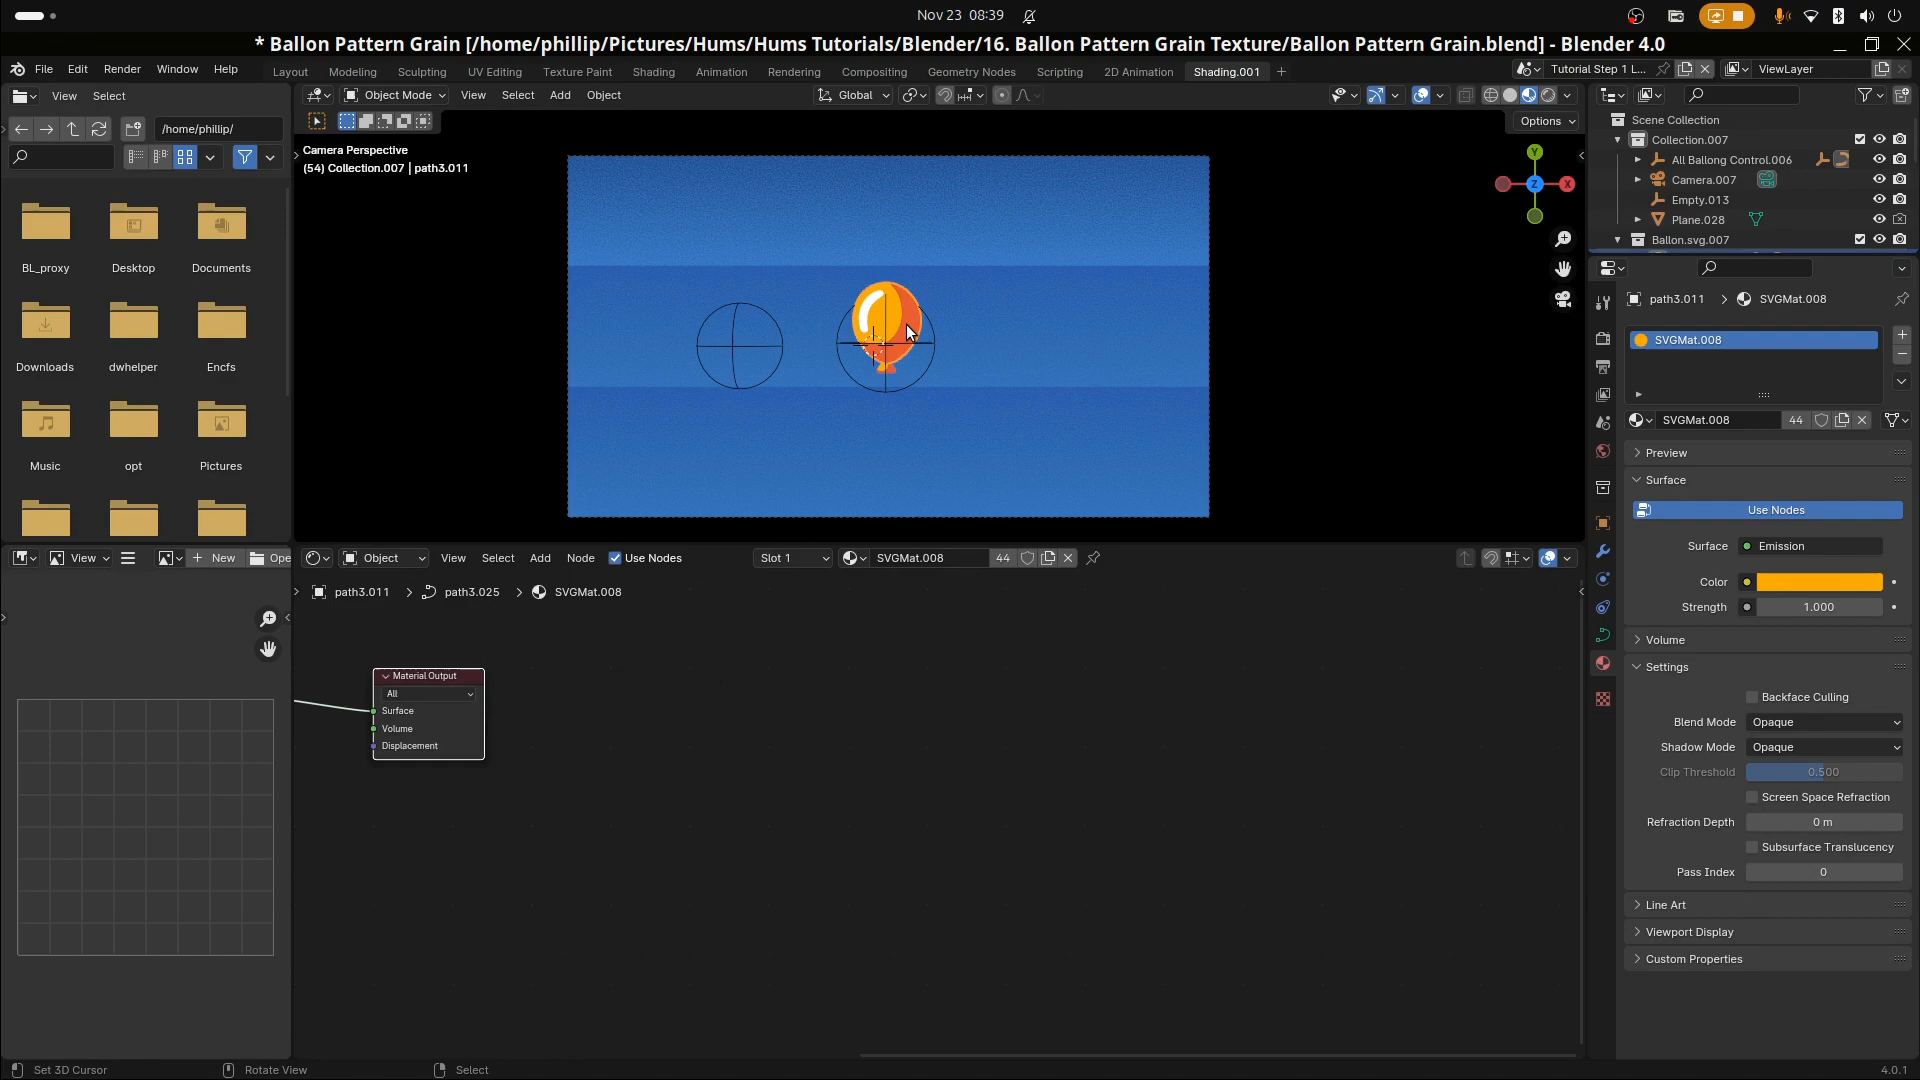 Nov 23 08:39
* Ballon Pattern Grain [/home/phillip/Pictures/Hums/Hums Tutorials/Blender/16. Ballon Pattern Grain Texture/Ballon Pattern Grain.blend] - Blender 4.0
File Edit Render Window Help
Layout Modeling Sculpting UV Editing Texture Paint Shading Animation Rendering Compositing Geometry Nodes Scripting 2D Animation Shading.001 +
Tutorial Step 1 L... ViewLayer
View Select
Object Mode View Select Add Object Global
/home/phillip/
Options
Camera Perspective
(54) Collection.007 | path3.011
Y
Z
X
BL_proxy Desktop Documents
Downloads dwhelper Encfs
Music opt Pictures
Scene Collection
Collection.007
All Ballong Control.006
Camera.007
Empty.013
Plane.028
Ballon.svg.007
path3.011 > SVGMat.008
SVGMat.008
SVGMat.008 44
Preview
Surface
Use Nodes
Surface Emission
Color
Strength 1.000
Volume
Settings
Backface Culling
Blend Mode Opaque
Shadow Mode Opaque
Clip Threshold 0.500
Screen Space Refraction
Refraction Depth 0 m
Subsurface Translucency
Pass Index 0
Line Art
Viewport Display
Custom Properties
View New Ope
Object View Select Add Node Use Nodes Slot 1 SVGMat.008 44
path3.011 > path3.025 > SVGMat.008
Material Output
All
Surface
Volume
Displacement
Set 3D Cursor Rotate View Select 4.0.1